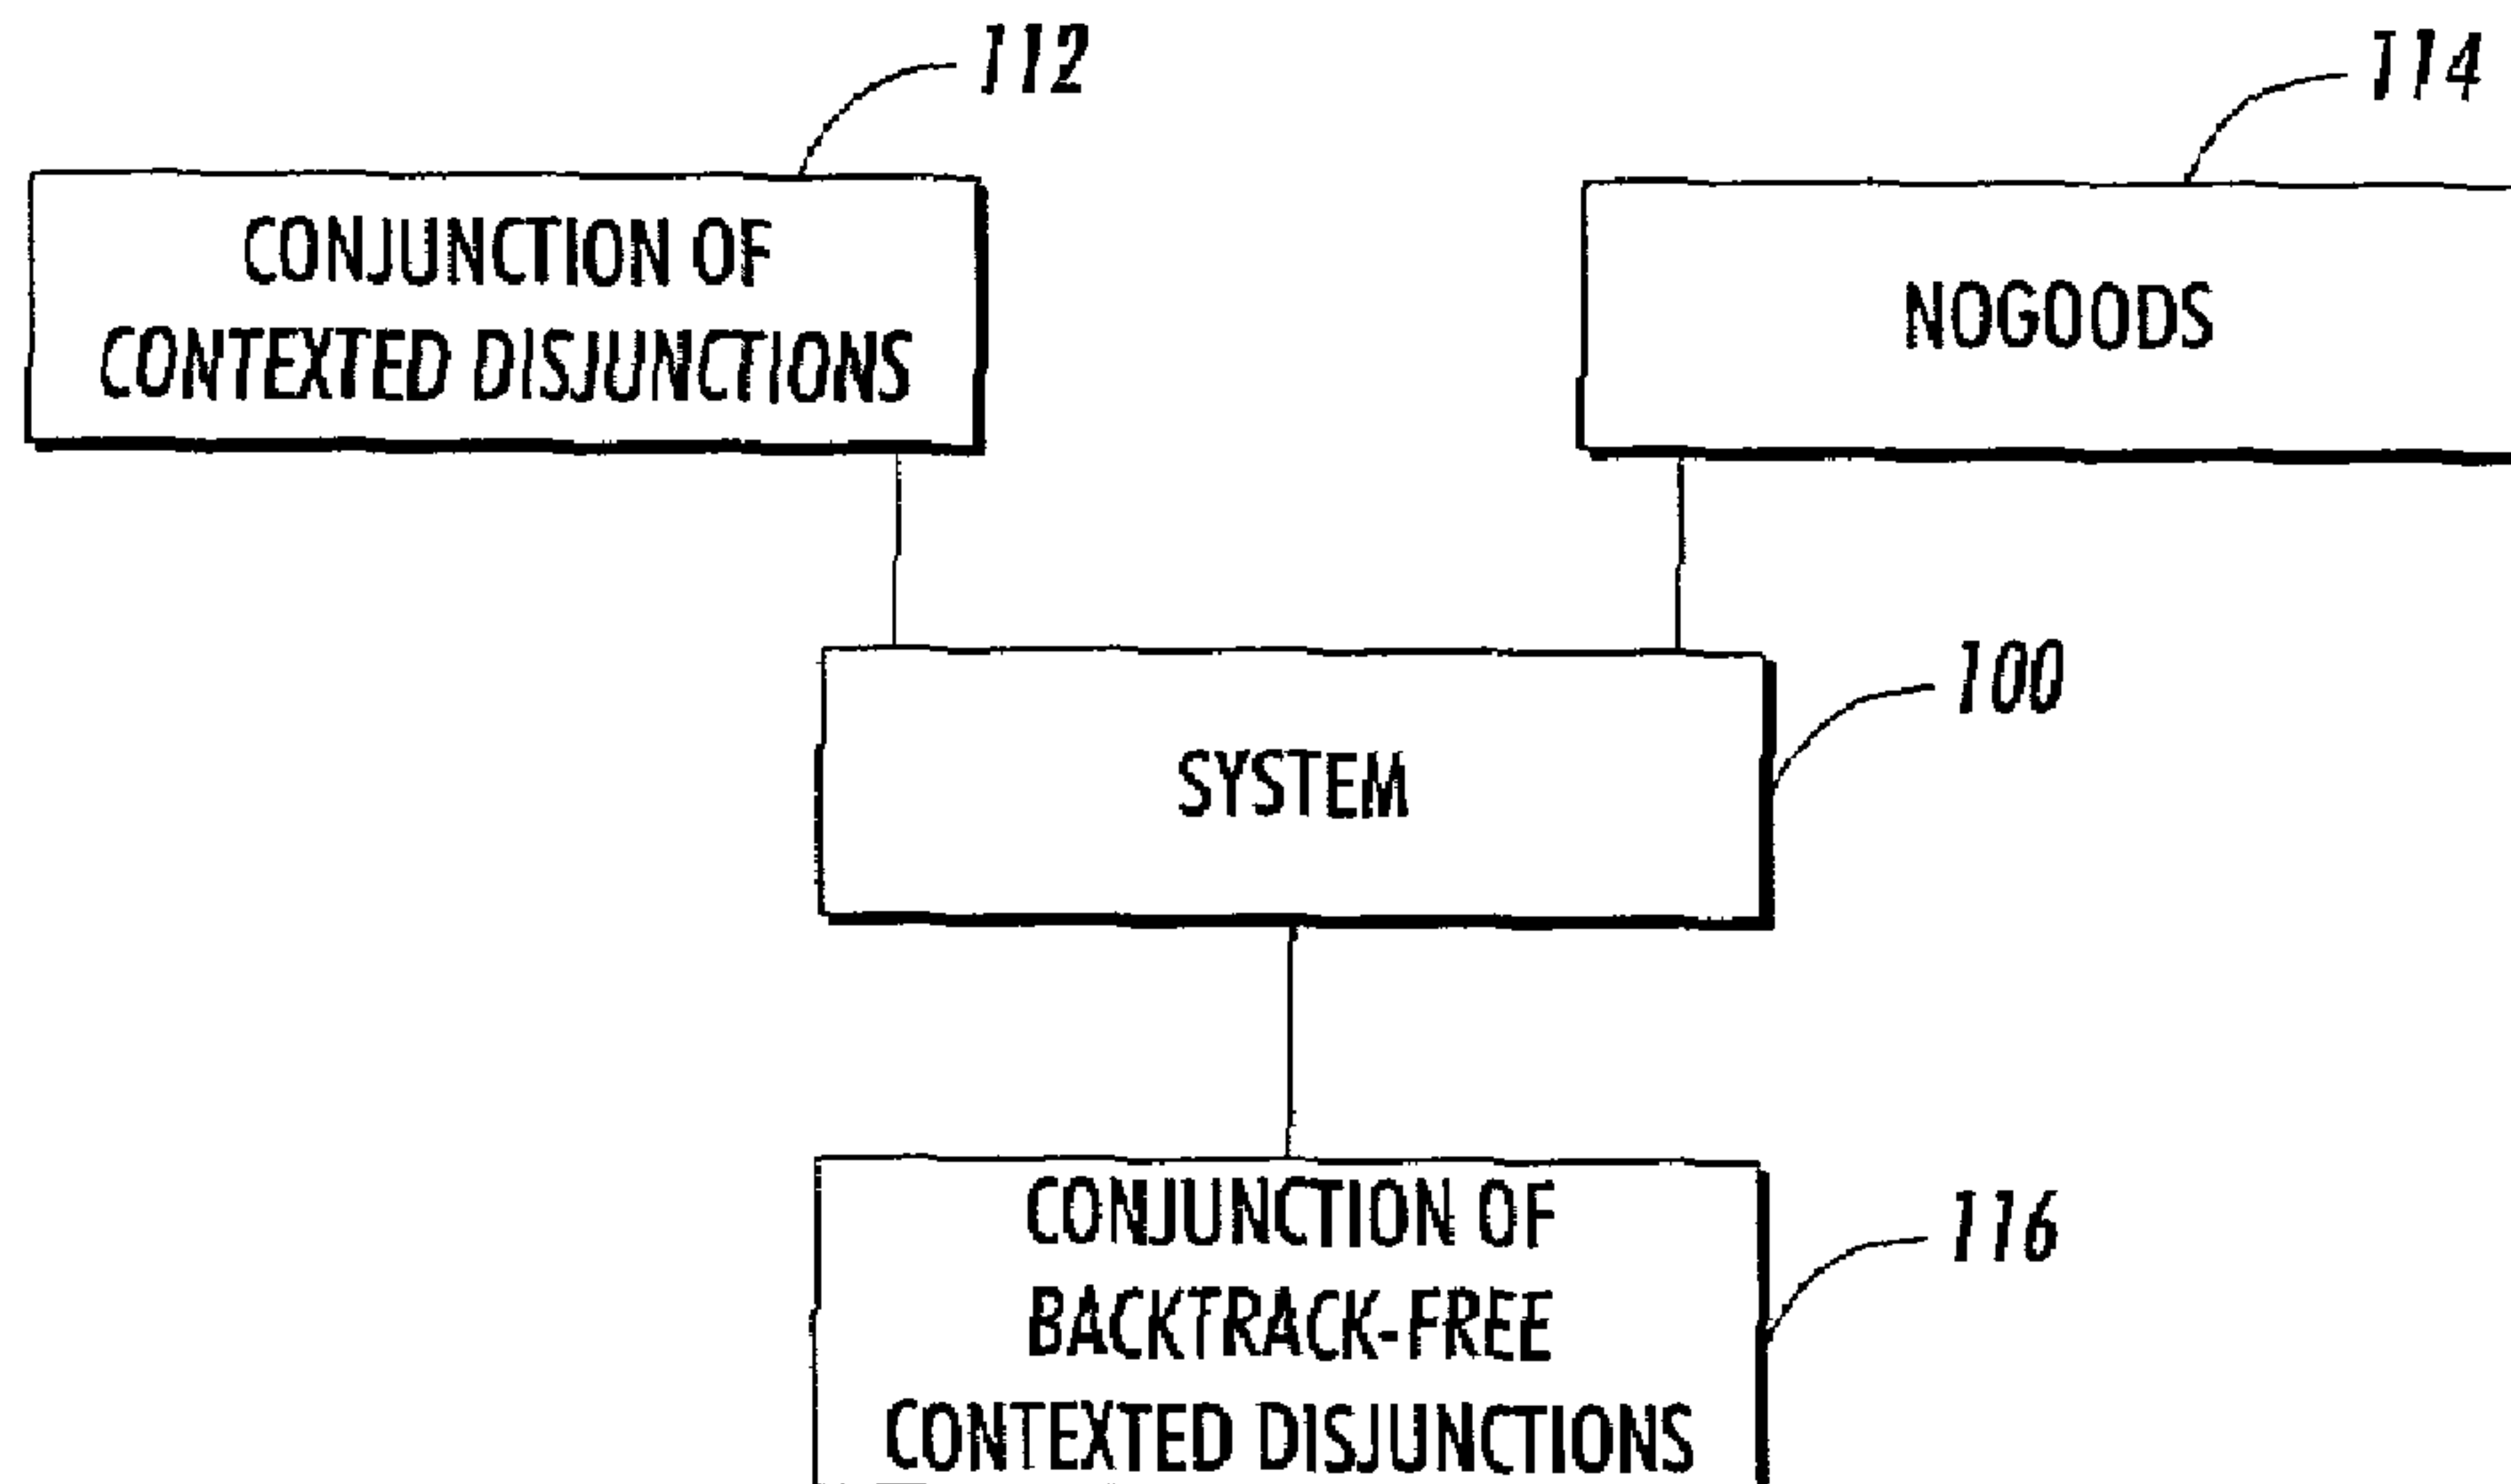 112
114
CONJUNCTION OF
CONTEXTED DISJUNCTIONS
NOGOODS
100
SYSTEM
116
CONJUNCTION OF
BACKTRACK-FREE
CONTEXTED DISJUNCTIONS